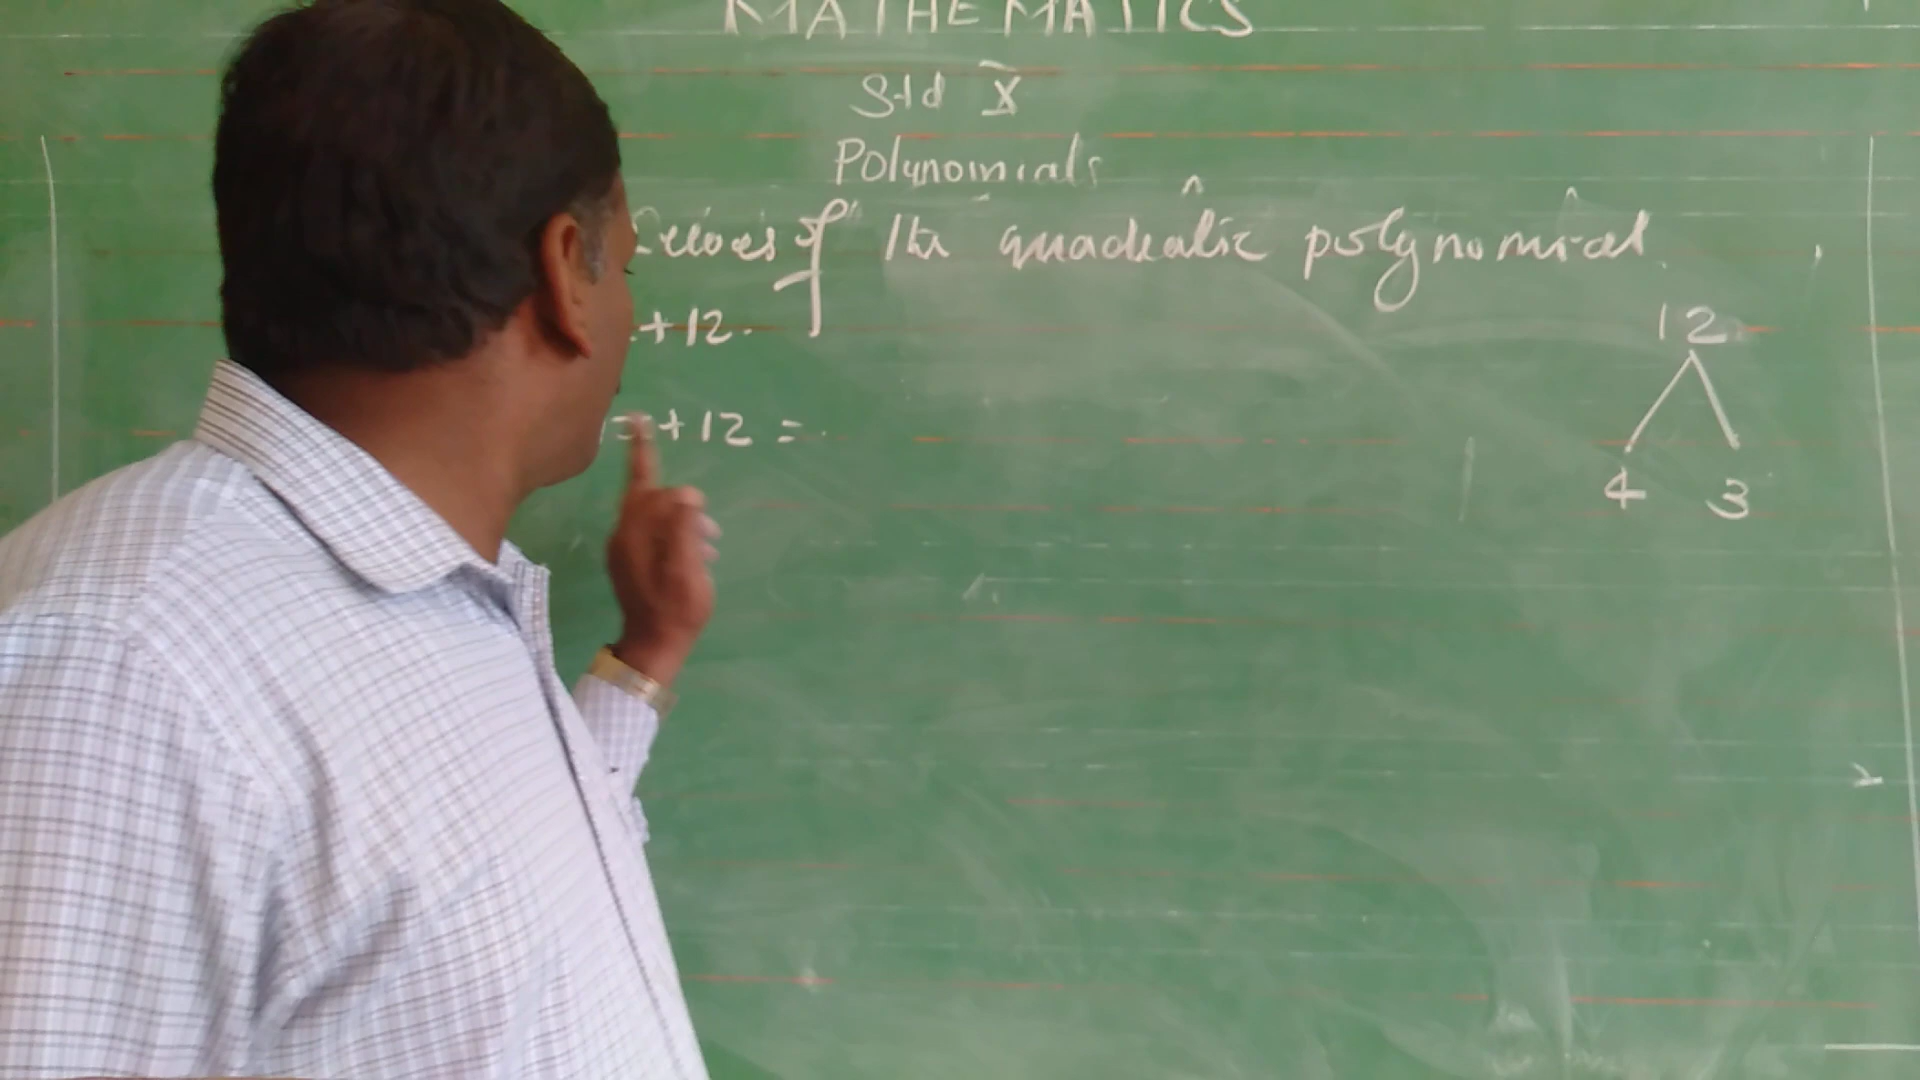 MATHEMATICS
Std X
Polynomials
Zeroes of the quadratic polynomial.
+12.
+12 =
12
4 3